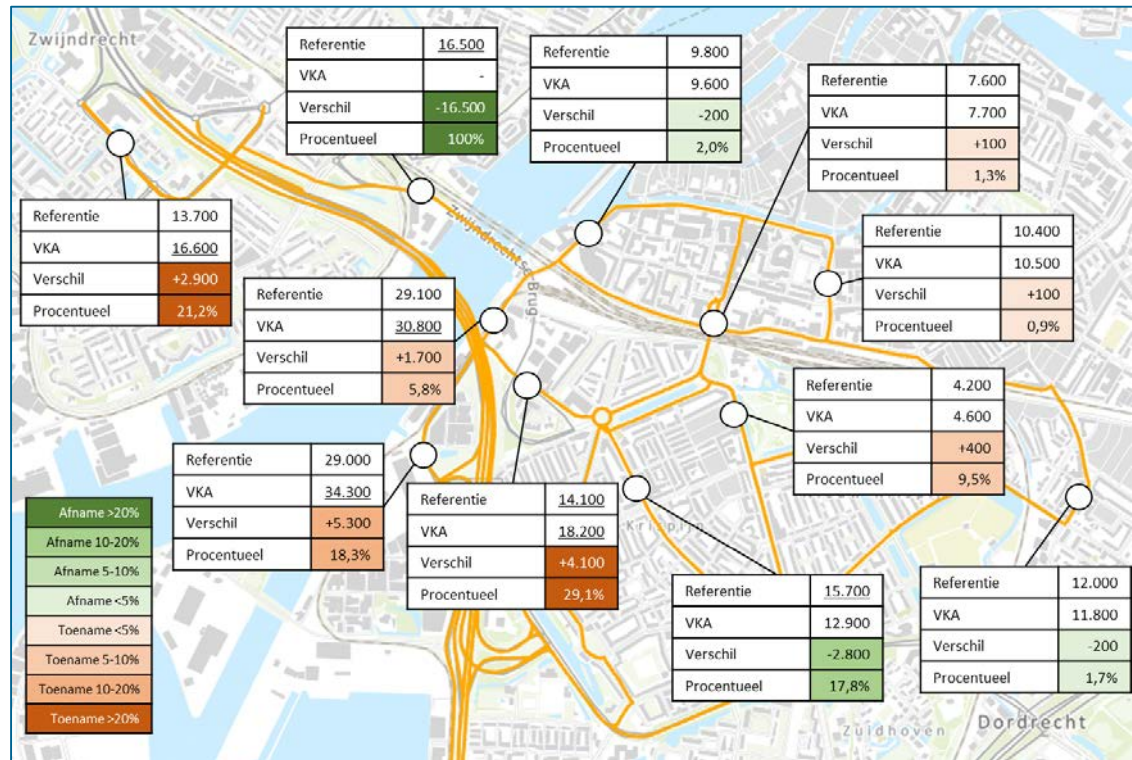 Zwijndrecht
Referentie 16.500
VKA -
Verschil -16.500
Procentueel 100%
Referentie 9.800
VKA 9.600
Verschil -200
Procentueel 2,0%
Referentie 7.600
VKA 7.700
Verschil +100
Procentueel 1,3%
Referentie 13.700
VKA 16.600
Verschil +2.900
Procentueel 21,2%
Zwijndrechtse Brug
Referentie 10.400
VKA 10.500
Verschil +100
Procentueel 0,9%
Referentie 29.100
VKA 30.800
Verschil +1.700
Procentueel 5,8%
Referentie 4.200
VKA 4.600
Verschil +400
Procentueel 9,5%
Referentie 29.000
VKA 34.300
Verschil +5.300
Procentueel 18,3%
Referentie 14.100
VKA 18.200
Verschil +4.100
Procentueel 29,1%
Krispijn
Referentie 15.700
VKA 12.900
Verschil -2.800
Procentueel 17,8%
Referentie 12.000
VKA 11.800
Verschil -200
Procentueel 1,7%
Afname >20%
Afname 10-20%
Afname 5-10%
Afname <5%
Toename <5%
Toename 5-10%
Toename 10-20%
Toename >20%
Zuidhoven
Dordrecht